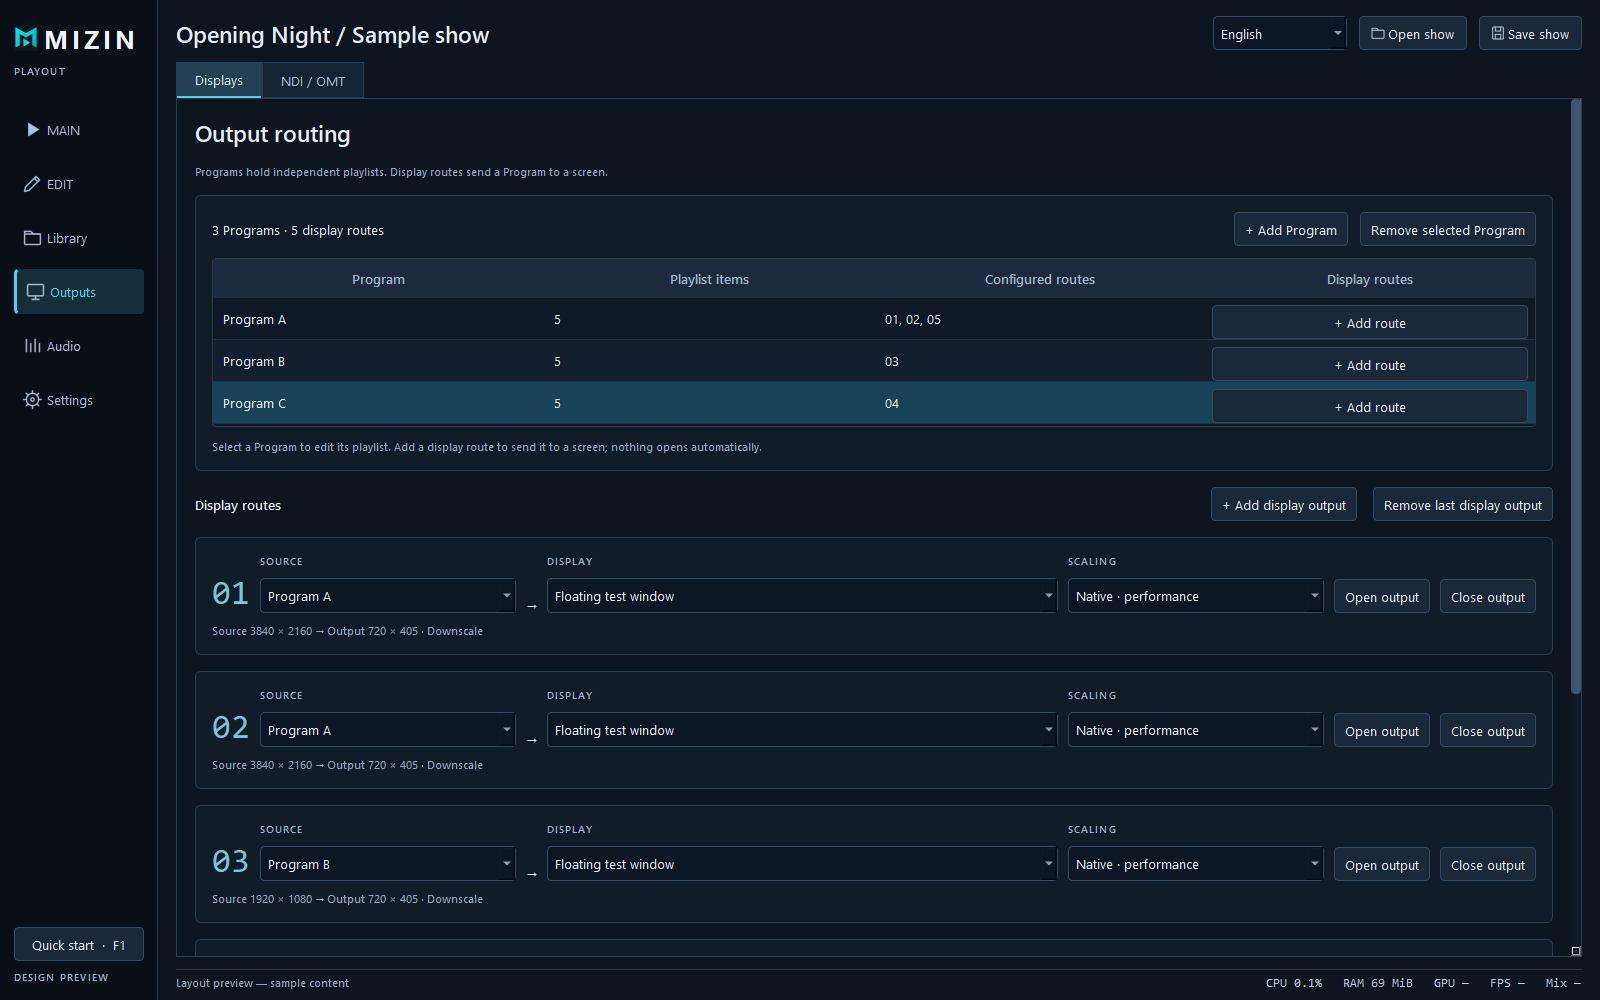 MIZIN
PLAYOUT
MAIN
EDIT
Library
Outputs
Audio
Settings
Quick start · F1
DESIGN PREVIEW
Opening Night / Sample show
English
Open show
Save show
Displays
NDI / OMT
Output routing
Programs hold independent playlists. Display routes send a Program to a screen.
3 Programs · 5 display routes
+ Add Program
Remove selected Program
Program Playlist items Configured routes Display routes
Program A 5 01, 02, 05 + Add route
Program B 5 03 + Add route
Program C 5 04 + Add route
Select a Program to edit its playlist. Add a display route to send it to a screen; nothing opens automatically.
Display routes
+ Add display output
Remove last display output
SOURCE DISPLAY SCALING
01 Program A → Floating test window Native · performance Open output Close output
Source 3840 × 2160 → Output 720 × 405 · Downscale
SOURCE DISPLAY SCALING
02 Program A → Floating test window Native · performance Open output Close output
Source 3840 × 2160 → Output 720 × 405 · Downscale
SOURCE DISPLAY SCALING
03 Program B → Floating test window Native · performance Open output Close output
Source 1920 × 1080 → Output 720 × 405 · Downscale
Layout preview — sample content
CPU 0.1% RAM 69 MiB GPU — FPS — Mix —